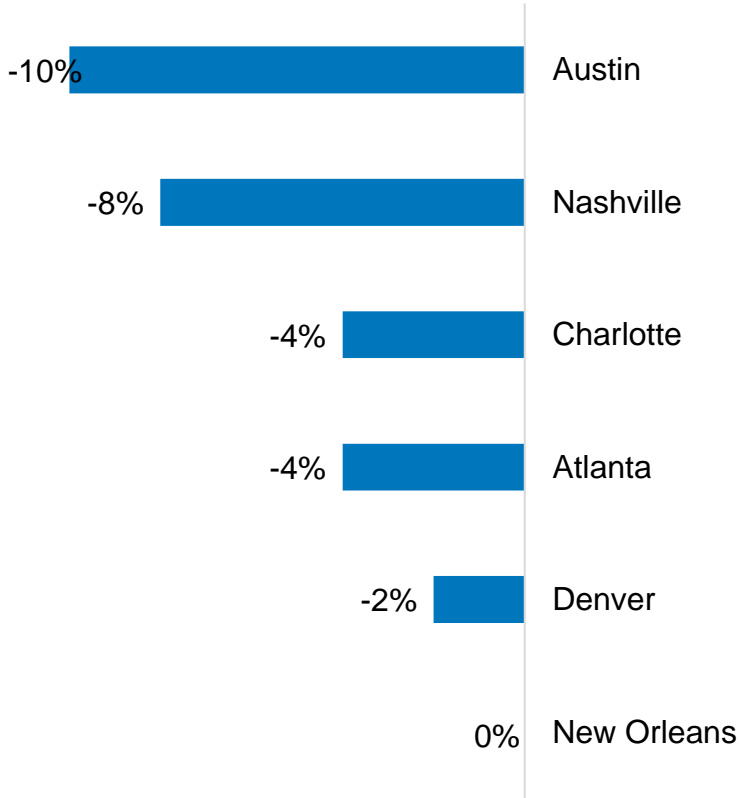 -10% Austin
-8% Nashville
-4% Charlotte
-4% Atlanta
-2% Denver
0% New Orleans